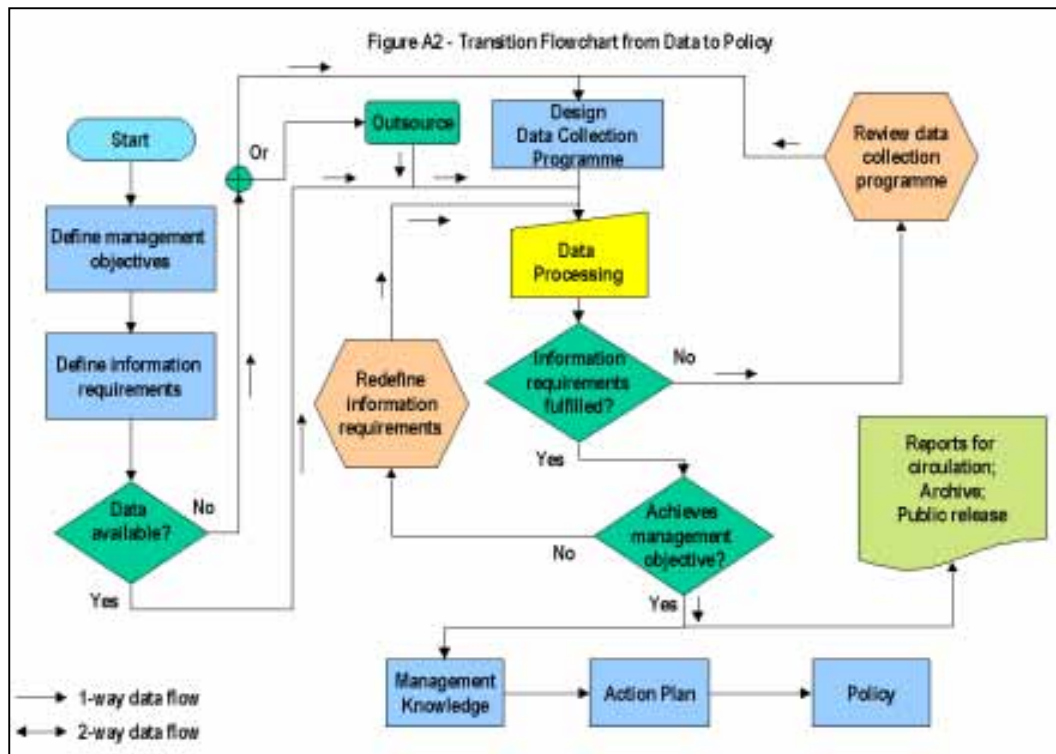 Figure A2 - Transition Flowchart from Data to Policy
Start
Or
Outsource
Design
Data Collection
Programme
Review data
collection
programme
Define management
objectives
Data
Processing
Define information
requirements
Redefine
information
requirements
Information
requirements
fulfilled?
No
Yes
Reports for
circulation;
Archive;
Public release
Data
available?
No
Yes
Achieves
management
objective?
No
Yes
Management
Knowledge
Action Plan
Policy
1-way data flow
2-way data flow